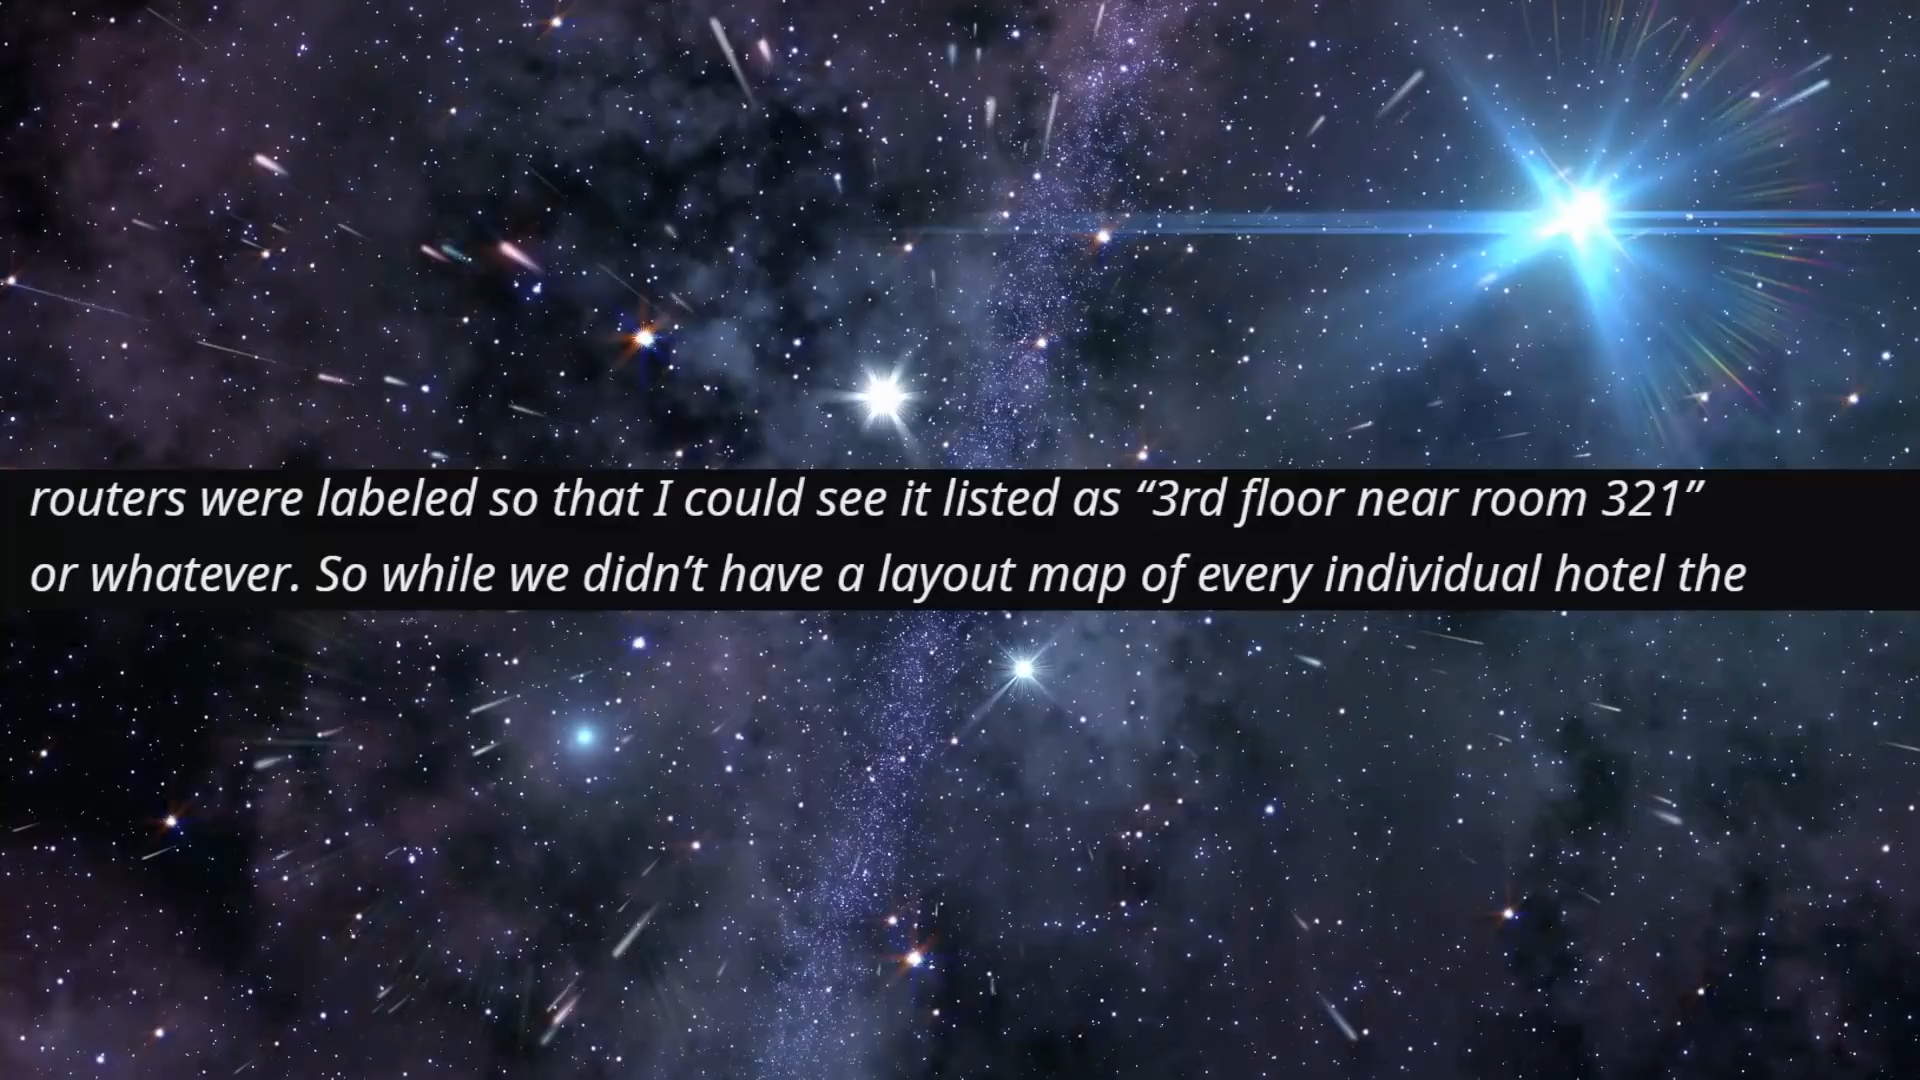 routers were labeled so that I could see it listed as “3rd floor near room 321”
or whatever. So while we didn’t have a layout map of every individual hotel the